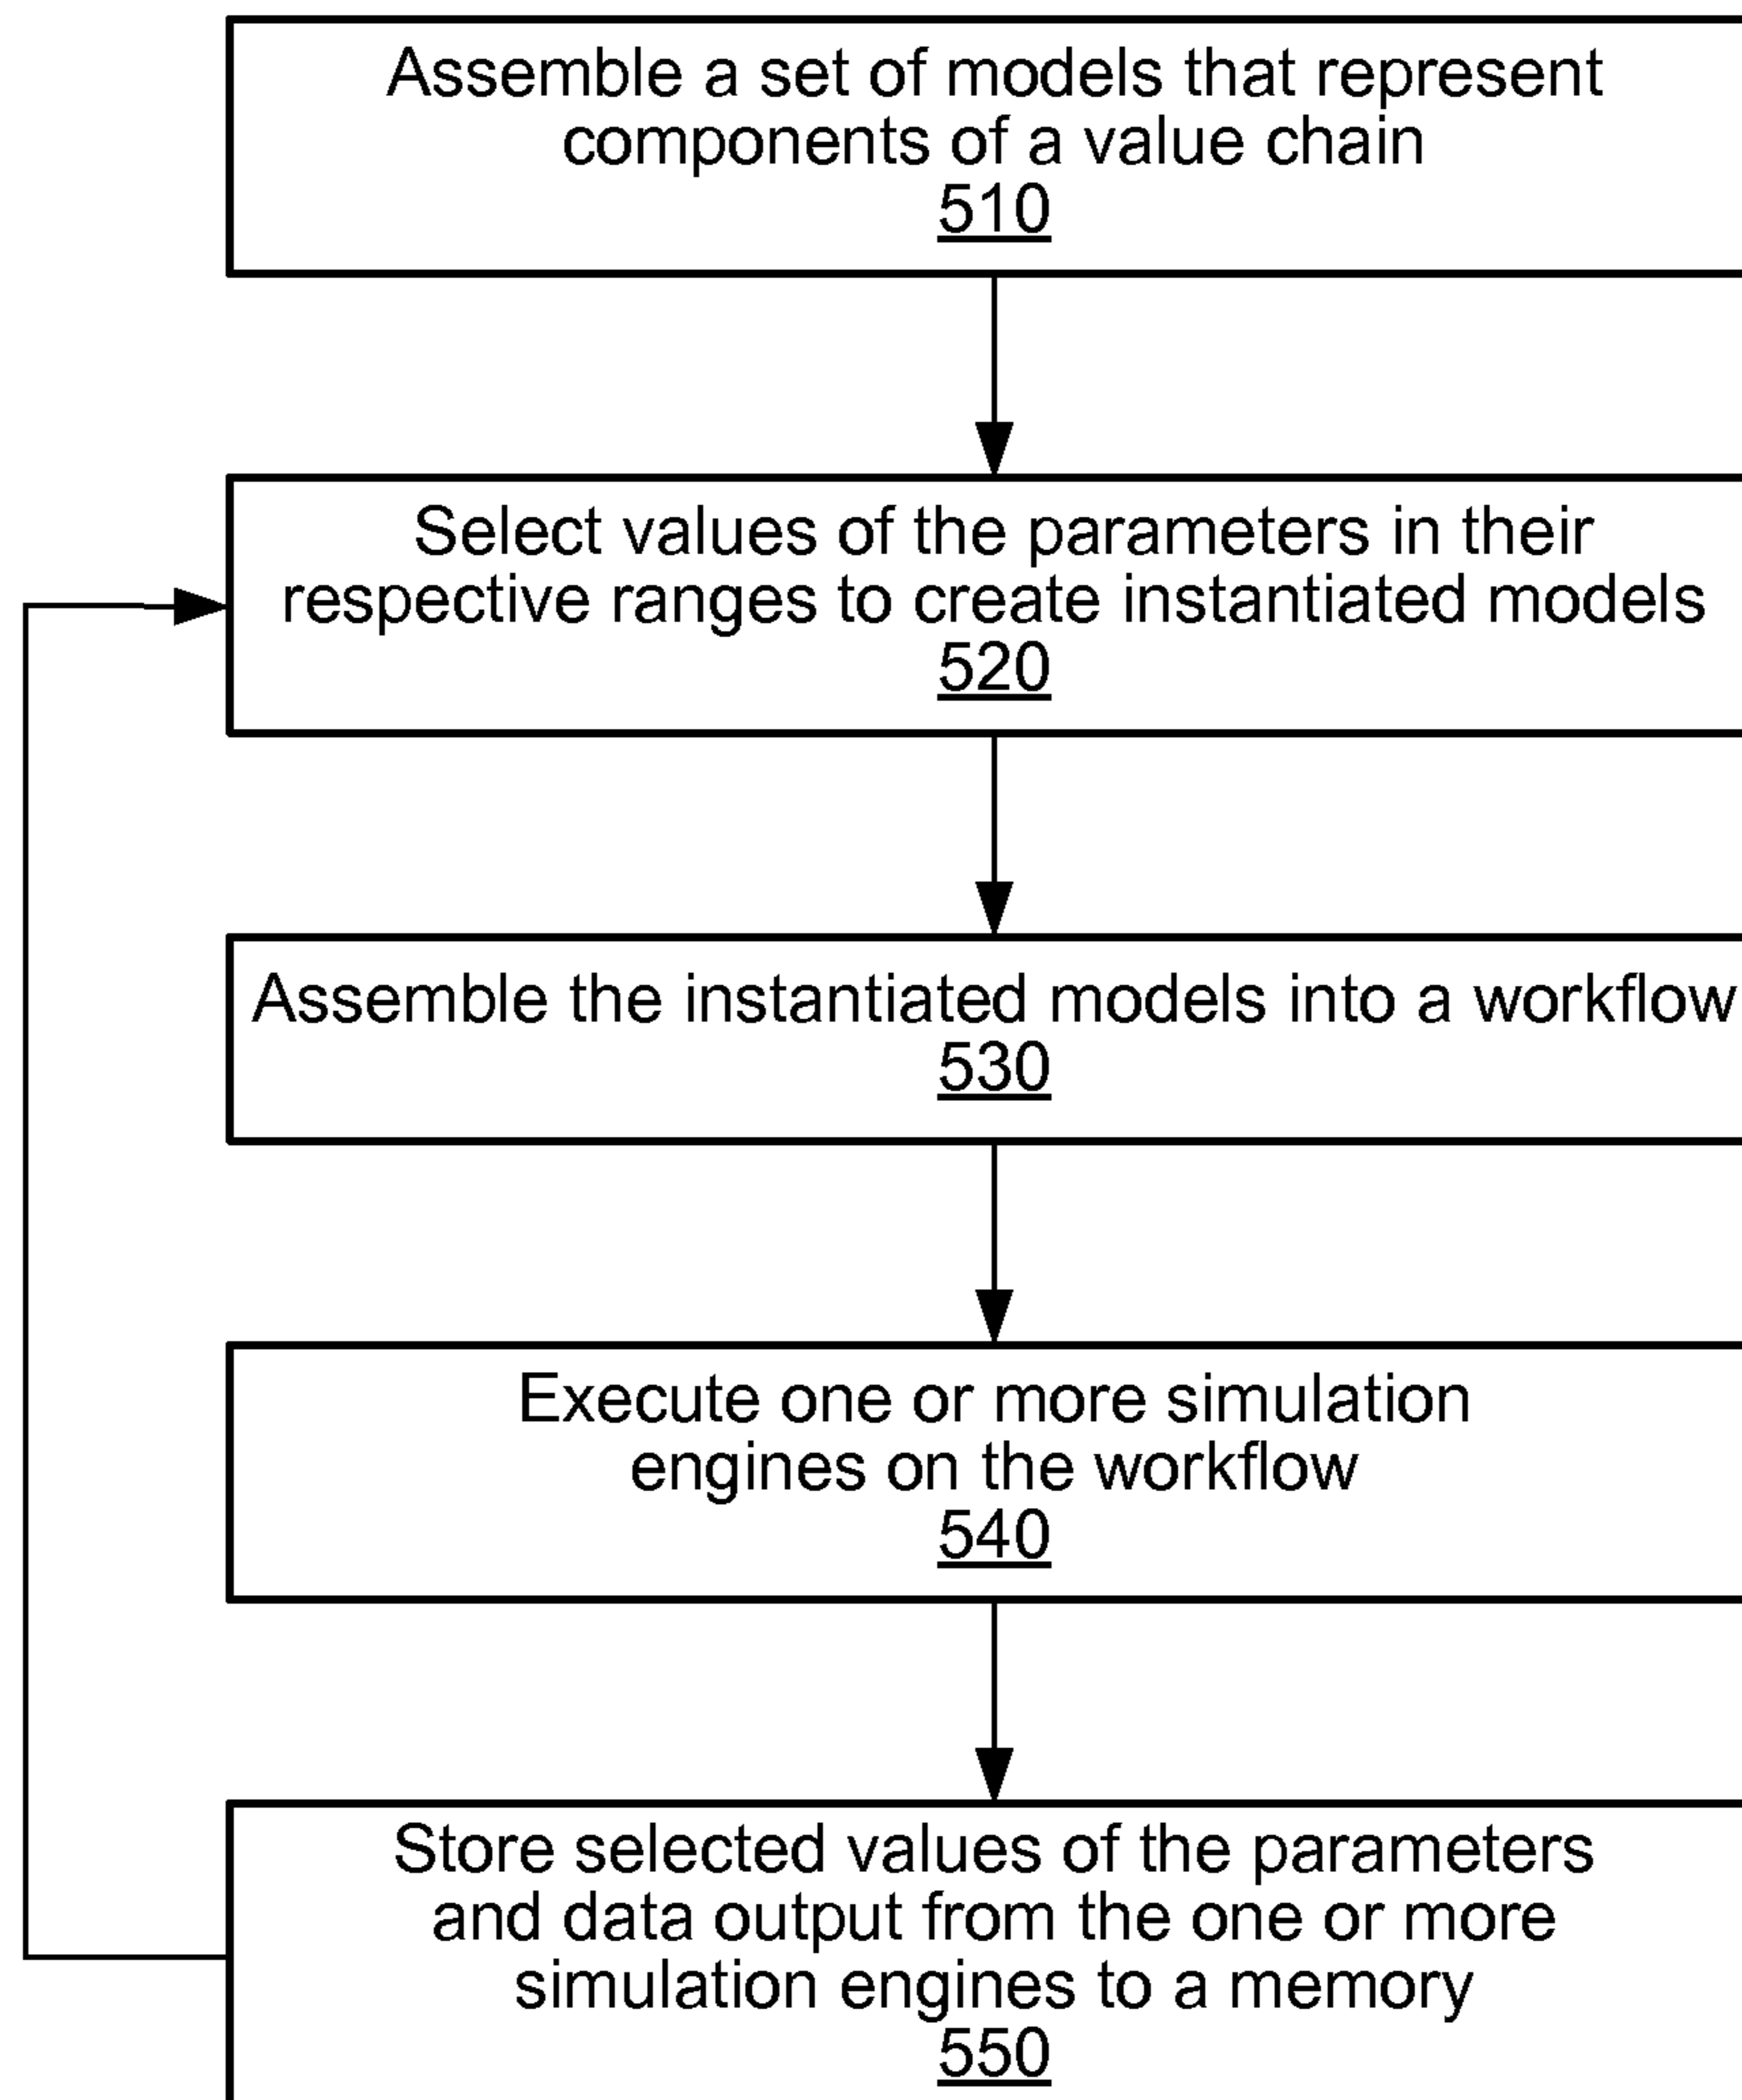 Assemble a set of models that represent
components of a value chain
510
Select values of the parameters in their
respective ranges to create instantiated models
520
Assemble the instantiated models into a workflow
530
Execute one or more simulation
engines on the workflow
540
Store selected values of the parameters
and data output from the one or more
simulation engines to a memory
550